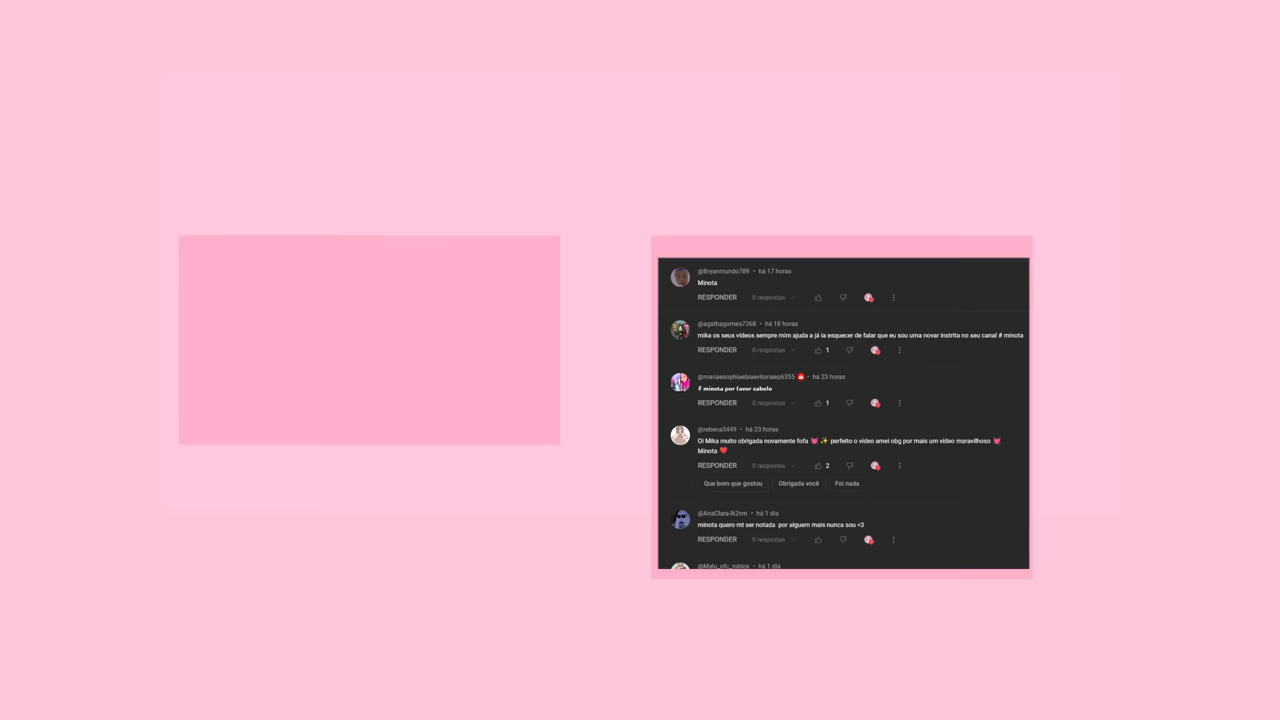 @Bryanmundo789 • há 17 horas
Minota
RESPONDER 0 respostas
@agathagomes7268 • há 18 horas
mika os seus vídeos sempre mim ajuda a já ia esquecer de falar que eu sou uma novar instrita no seu canal # minota
RESPONDER 0 respostas 1
@mariaesophiaebiaevitoriaep6355 • há 23 horas
# minota por favor cabelo
RESPONDER 0 respostas 1
@rebeca3449 • há 23 horas
Oi Mika muito obrigada novamente fofa 💓 ✨ perfeito o vídeo amei obg por mais um vídeo maravilhoso 💓
Minota ❤️
RESPONDER 0 respostas 2
Que bom que gostou Obrigada você Foi nada
@AnaClara-lk2vm • há 1 dia
minota quero mt ser notada por alguem mais nunca sou <3
RESPONDER 0 respostas
@Malu_ofc_roblox • há 1 dia